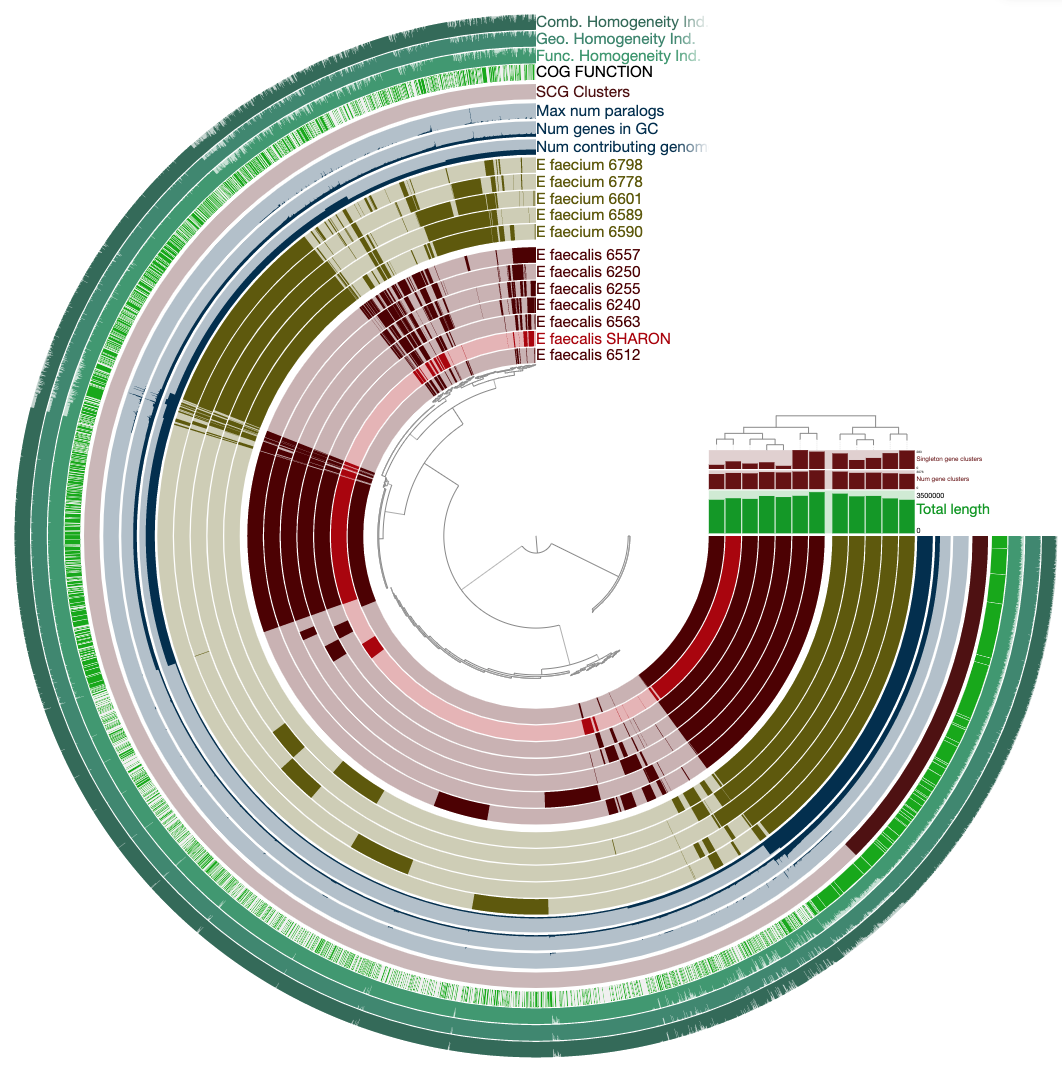 Comb. Homogeneity Ind.
Geo. Homogeneity Ind.
Func. Homogeneity Ind.
COG FUNCTION
SCG Clusters
Max num paralogs
Num genes in GC
Num contributing genom
E faecium 6798
E faecium 6778
E faecium 6601
E faecium 6589
E faecium 6590
E faecalis 6557
E faecalis 6250
E faecalis 6255
E faecalis 6240
E faecalis 6563
E faecalis SHARON
E faecalis 6512
Singleton gene clusters
0
Num gene clusters
0
3500000
Total length
0